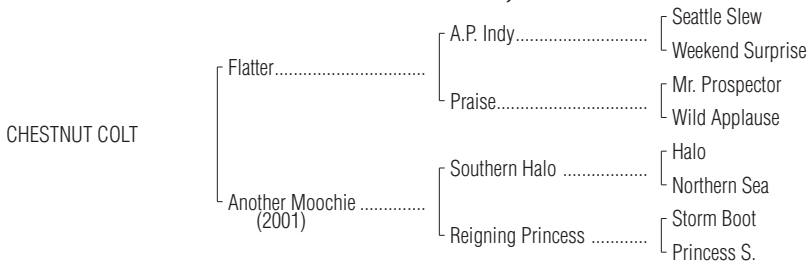 Seattle Slew
A.P. Indy............................
Weekend Surprise
Flatter................................
Mr. Prospector
Praise................................
Wild Applause
CHESTNUT COLT
Halo
Southern Halo ..................
Northern Sea
Another Moochie ..............
(2001)
Storm Boot
Reigning Princess ............
Princess S.